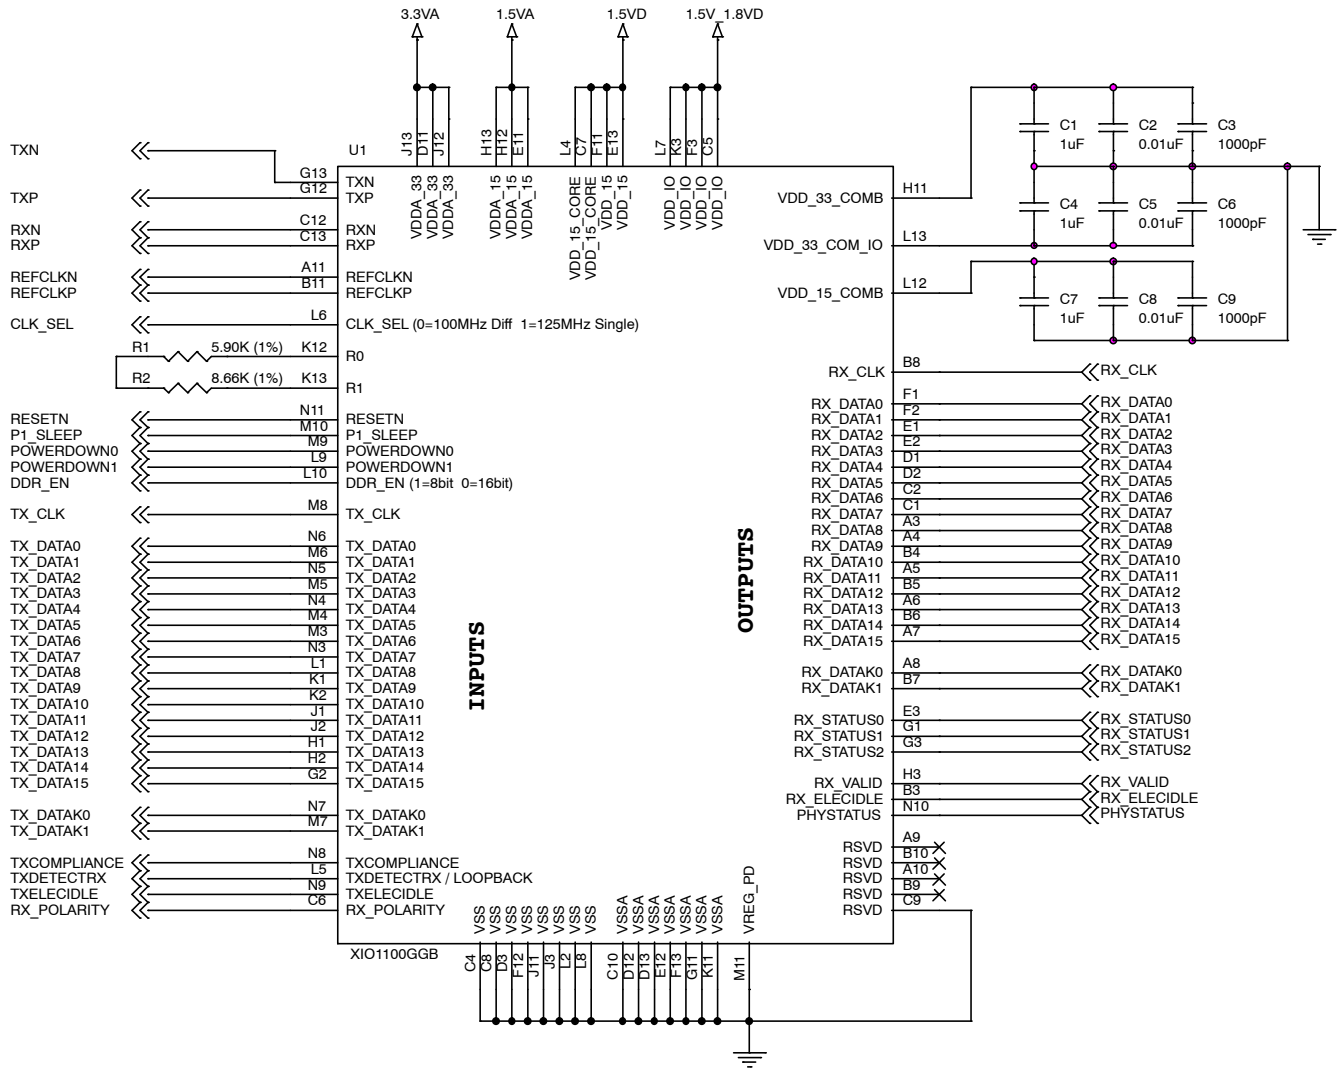 3.3VA 1.5VA 1.5VD 1.5V_1.8VD
J13 D11 J12 H13 H12 E11 L4 C7 F11 E13 L7 K3 F3 C5
VDDA_33 VDDA_33 VDDA_33 VDDA_15 VDDA_15 VDDA_15 VDD_15_CORE VDD_15_CORE VDD_15 VDD_15 VDD_IO VDD_IO VDD_IO VDD_IO
U1
TXN G13 TXN
TXP G12 TXP
RXN C12 RXN
RXP C13 RXP
REFCLKN A11 REFCLKN
REFCLKP B11 REFCLKP
CLK_SEL L6 CLK_SEL (0=100MHz Diff 1=125MHz Single)
R1 5.90K (1%) K12 R0
R2 8.66K (1%) K13 R1
RESETN N11 RESETN
P1_SLEEP M10 P1_SLEEP
POWERDOWN0 M9 POWERDOWN0
POWERDOWN1 L9 POWERDOWN1
DDR_EN L10 DDR_EN (1=8bit 0=16bit)
TX_CLK M8 TX_CLK
TX_DATA0 N6 TX_DATA0
TX_DATA1 M6 TX_DATA1
TX_DATA2 N5 TX_DATA2
TX_DATA3 M5 TX_DATA3
TX_DATA4 N4 TX_DATA4
TX_DATA5 M4 TX_DATA5
TX_DATA6 M3 TX_DATA6
TX_DATA7 N3 TX_DATA7
TX_DATA8 L1 TX_DATA8
TX_DATA9 K1 TX_DATA9
TX_DATA10 K2 TX_DATA10
TX_DATA11 J1 TX_DATA11
TX_DATA12 J2 TX_DATA12
TX_DATA13 H1 TX_DATA13
TX_DATA14 H2 TX_DATA14
TX_DATA15 G2 TX_DATA15
TX_DATAK0 N7 TX_DATAK0
TX_DATAK1 M7 TX_DATAK1
TXCOMPLIANCE N8 TXCOMPLIANCE
TXDETECTRX L5 TXDETECTRX / LOOPBACK
TXELECIDLE N9 TXELECIDLE
RX_POLARITY C6 RX_POLARITY
INPUTS
OUTPUTS
VDD_33_COMB H11
VDD_33_COM_IO L13
VDD_15_COMB L12
C1 1uF C2 0.01uF C3 1000pF
C4 1uF C5 0.01uF C6 1000pF
C7 1uF C8 0.01uF C9 1000pF
RX_CLK B8 RX_CLK
RX_DATA0 F1 RX_DATA0
RX_DATA1 F2 RX_DATA1
RX_DATA2 E1 RX_DATA2
RX_DATA3 E2 RX_DATA3
RX_DATA4 D1 RX_DATA4
RX_DATA5 D2 RX_DATA5
RX_DATA6 C2 RX_DATA6
RX_DATA7 C1 RX_DATA7
RX_DATA8 A3 RX_DATA8
RX_DATA9 A4 RX_DATA9
RX_DATA10 B4 RX_DATA10
RX_DATA11 A5 RX_DATA11
RX_DATA12 B5 RX_DATA12
RX_DATA13 A6 RX_DATA13
RX_DATA14 B6 RX_DATA14
RX_DATA15 A7 RX_DATA15
RX_DATAK0 A8 RX_DATAK0
RX_DATAK1 B7 RX_DATAK1
RX_STATUS0 E3 RX_STATUS0
RX_STATUS1 G1 RX_STATUS1
RX_STATUS2 G3 RX_STATUS2
RX_VALID H3 RX_VALID
RX_ELECIDLE B3 RX_ELECIDLE
PHYSTATUS N10 PHYSTATUS
RSVD A9
RSVD B10
RSVD A10
RSVD B9
RSVD C9
VSS VSS VSS VSS VSS VSS VSS VSS VSSA VSSA VSSA VSSA VSSA VSSA VSSA VREG_PD
XIO1100GGB
C4 C8 D3 F12 J11 J3 L2 L8 C10 D12 D13 E12 F13 G11 K11 M11